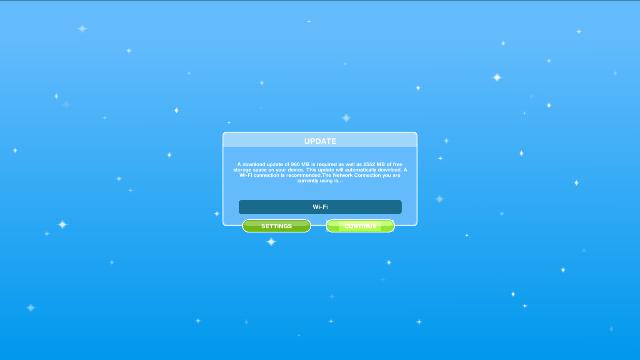 UPDATE
A download update of 960 MB is required as well as 2552 MB of free
storage space on your device. This update will automatically download. A
Wi-Fi connection is recommended.The Network Connection you are
currently using is...
Wi-Fi
SETTINGS CONTINUE